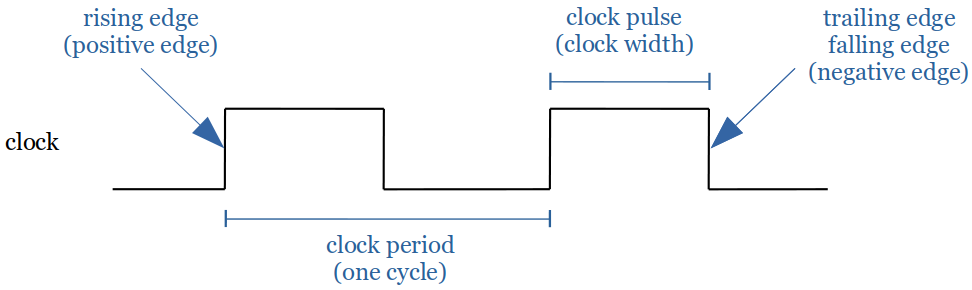 rising edge
(positive edge)
clock pulse
(clock width)
trailing edge
falling edge
(negative edge)
clock
clock period
(one cycle)